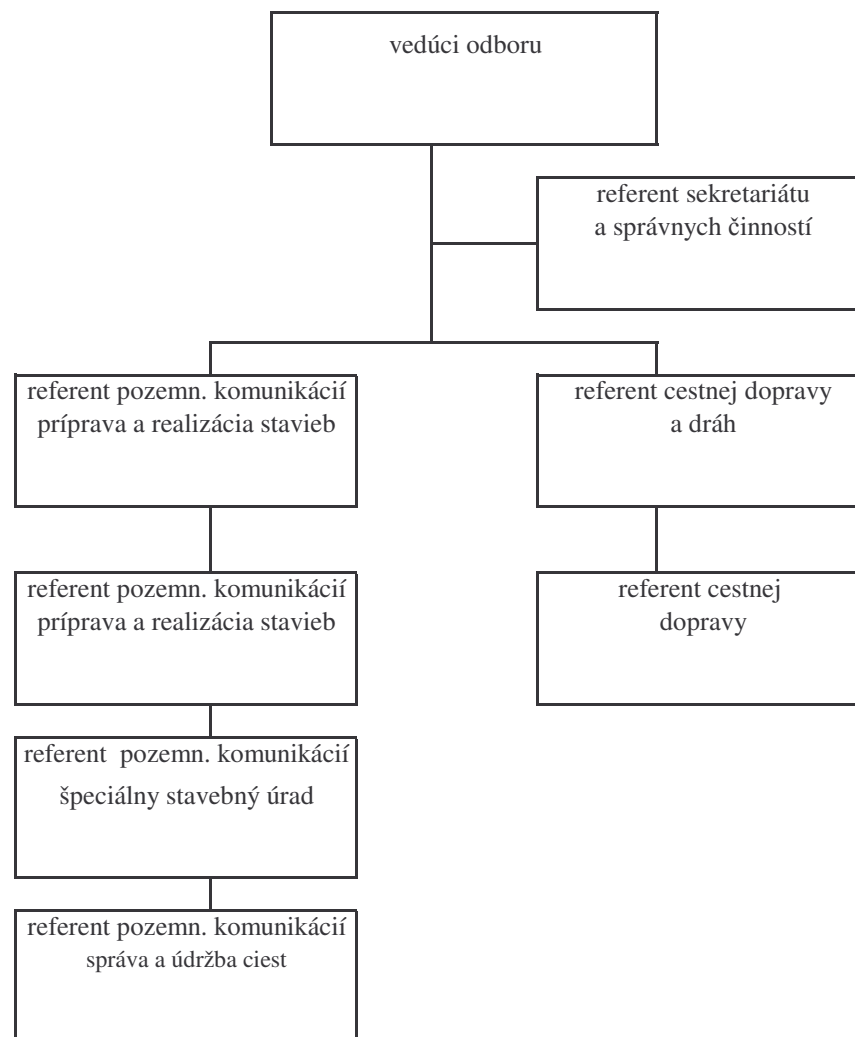 vedúci odboru
referent sekretariátu
a správnych činností
referent pozemn. komunikácií
príprava a realizácia stavieb
referent cestnej dopravy
a dráh
referent pozemn. komunikácií
príprava a realizácia stavieb
referent cestnej
dopravy
referent pozemn. komunikácií
špeciálny stavebný úrad
referent pozemn. komunikácií
správa a údržba ciest